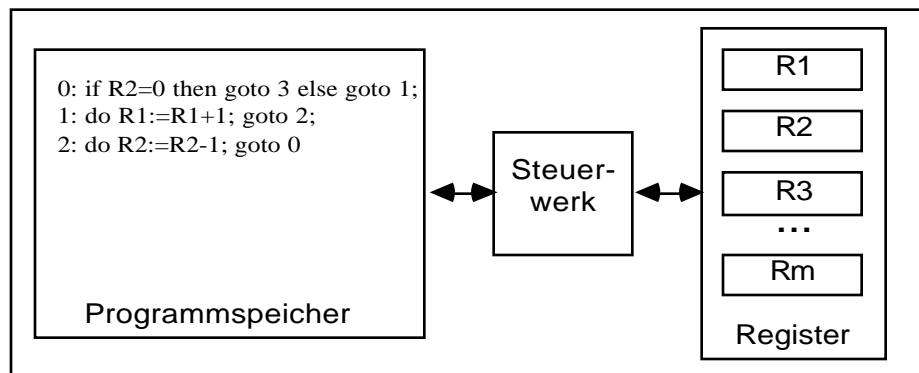 0: if R2=0 then goto 3 else goto 1;
1: do R1:=R1+1; goto 2;
2: do R2:=R2-1; goto 0
Programmspeicher
Steuer-
werk
R1
R2
R3
...
Rm
Register